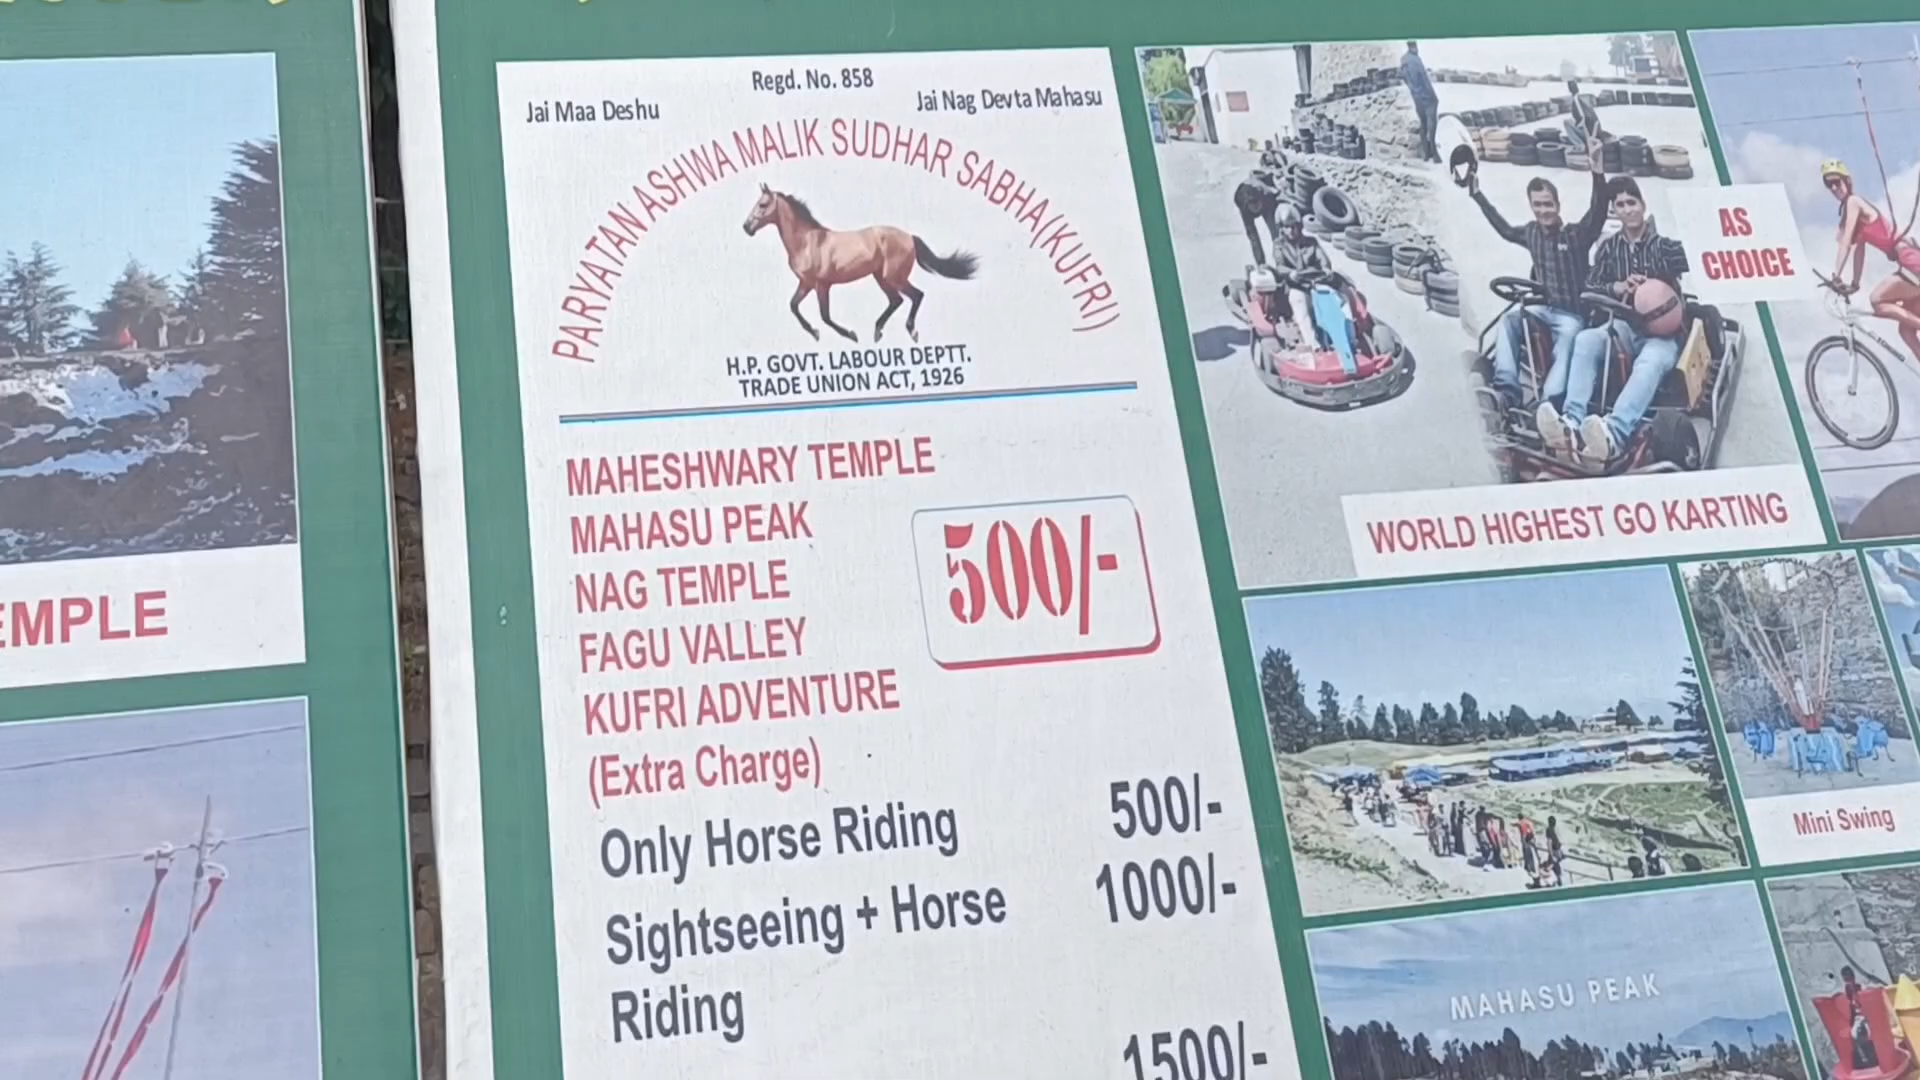 EMPLE
Regd. No. 858
Jai Maa Deshu
Jai Nag Devta Mahasu
PARYATAN ASHWA MALIK SUDHAR SABHA(KUFRI)
H.P. GOVT. LABOUR DEPTT.
TRADE UNION ACT, 1926
MAHESHWARY TEMPLE
MAHASU PEAK
NAG TEMPLE
FAGU VALLEY
KUFRI ADVENTURE
(Extra Charge)
500/-
Only Horse Riding 500/-
Sightseeing + Horse 1000/-
Riding
1500/-
AS
CHOICE
WORLD HIGHEST GO KARTING
Mini Swing
MAHASU PEAK